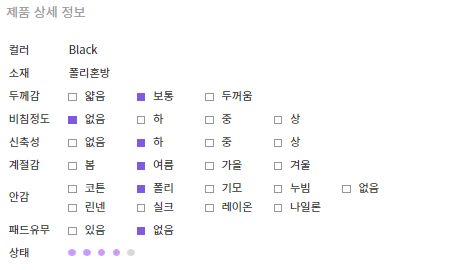 제품 상세 정보
컬러 Black
소재 폴리혼방
두께감 얇음 보통 두꺼움
비침정도 없음 하 중 상
신축성 없음 하 중 상
계절감 봄 여름 가을 겨울
안감 코튼 폴리 기모 누빔 없음
린넨 실크 레이온 나일론
패드유무 있음 없음
상태